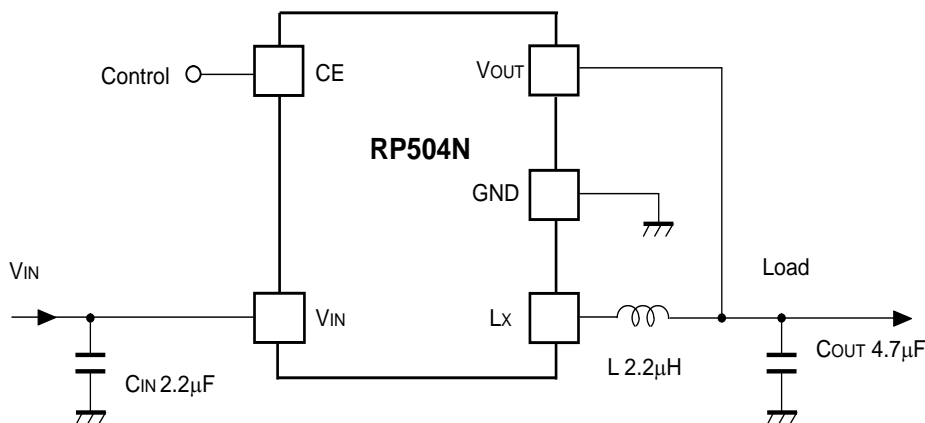 Control
CE
VOUT
RP504N
GND
VIN
VIN
LX
Load
CIN 2.2μF
L 2.2μH
COUT 4.7μF